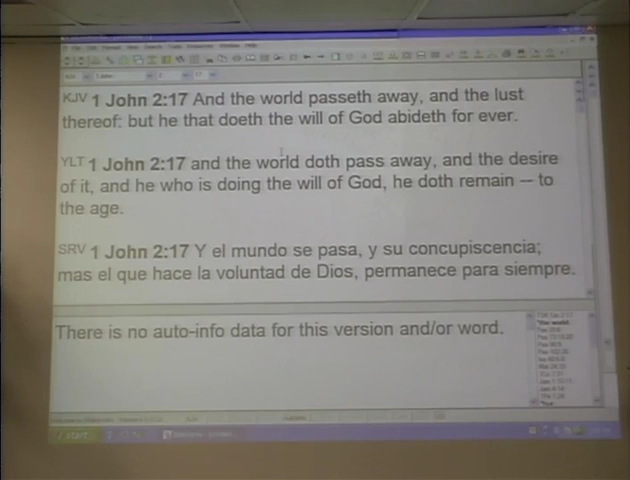 KJV 1 John 2:17 And the world passeth away, and the lust
thereof: but he that doeth the will of God abideth for ever.
YLT 1 John 2:17 and the world doth pass away, and the desire
of it, and he who is doing the will of God, he doth remain — to
the age.
SRV 1 John 2:17 Y el mundo se pasa, y su concupiscencia;
mas el que hace la voluntad de Dios, permanece para siempre.
There is no auto-info data for this version and/or word.
start